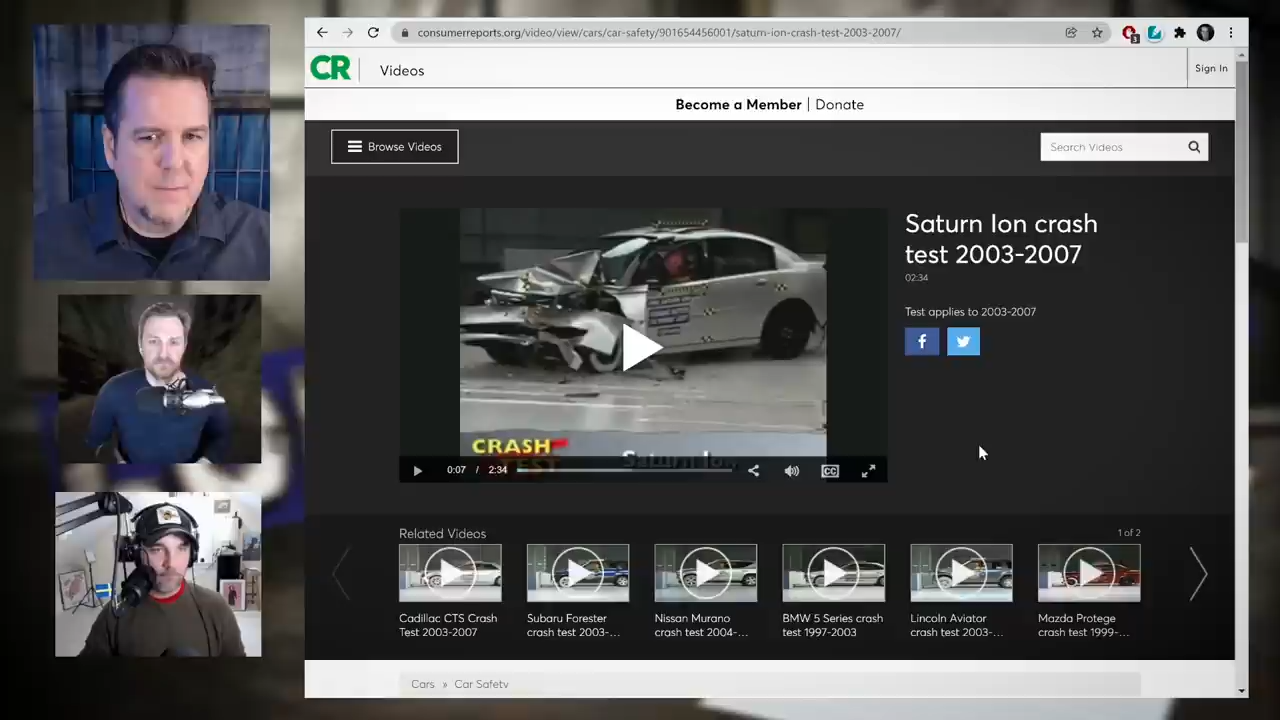 consumerreports.org/video/view/cars/car-safety/901654456001/saturn-ion-crash-test-2003-2007/
CR
Videos
Sign In
Become a Member | Donate
Browse Videos
Search Videos
Saturn Ion crash
test 2003-2007
02:34
Test applies to 2003-2007
CRASH
TEST
Saturn Io...
0:07 / 2:34
CC
Related Videos
1 of 2
Cadillac CTS Crash
Test 2003-2007
Subaru Forester
crash test 2003-...
Nissan Murano
crash test 2004-...
BMW 5 Series crash
test 1997-2003
Lincoln Aviator
crash test 2003-...
Mazda Protege
crash test 1999-...
Cars » Car Safety